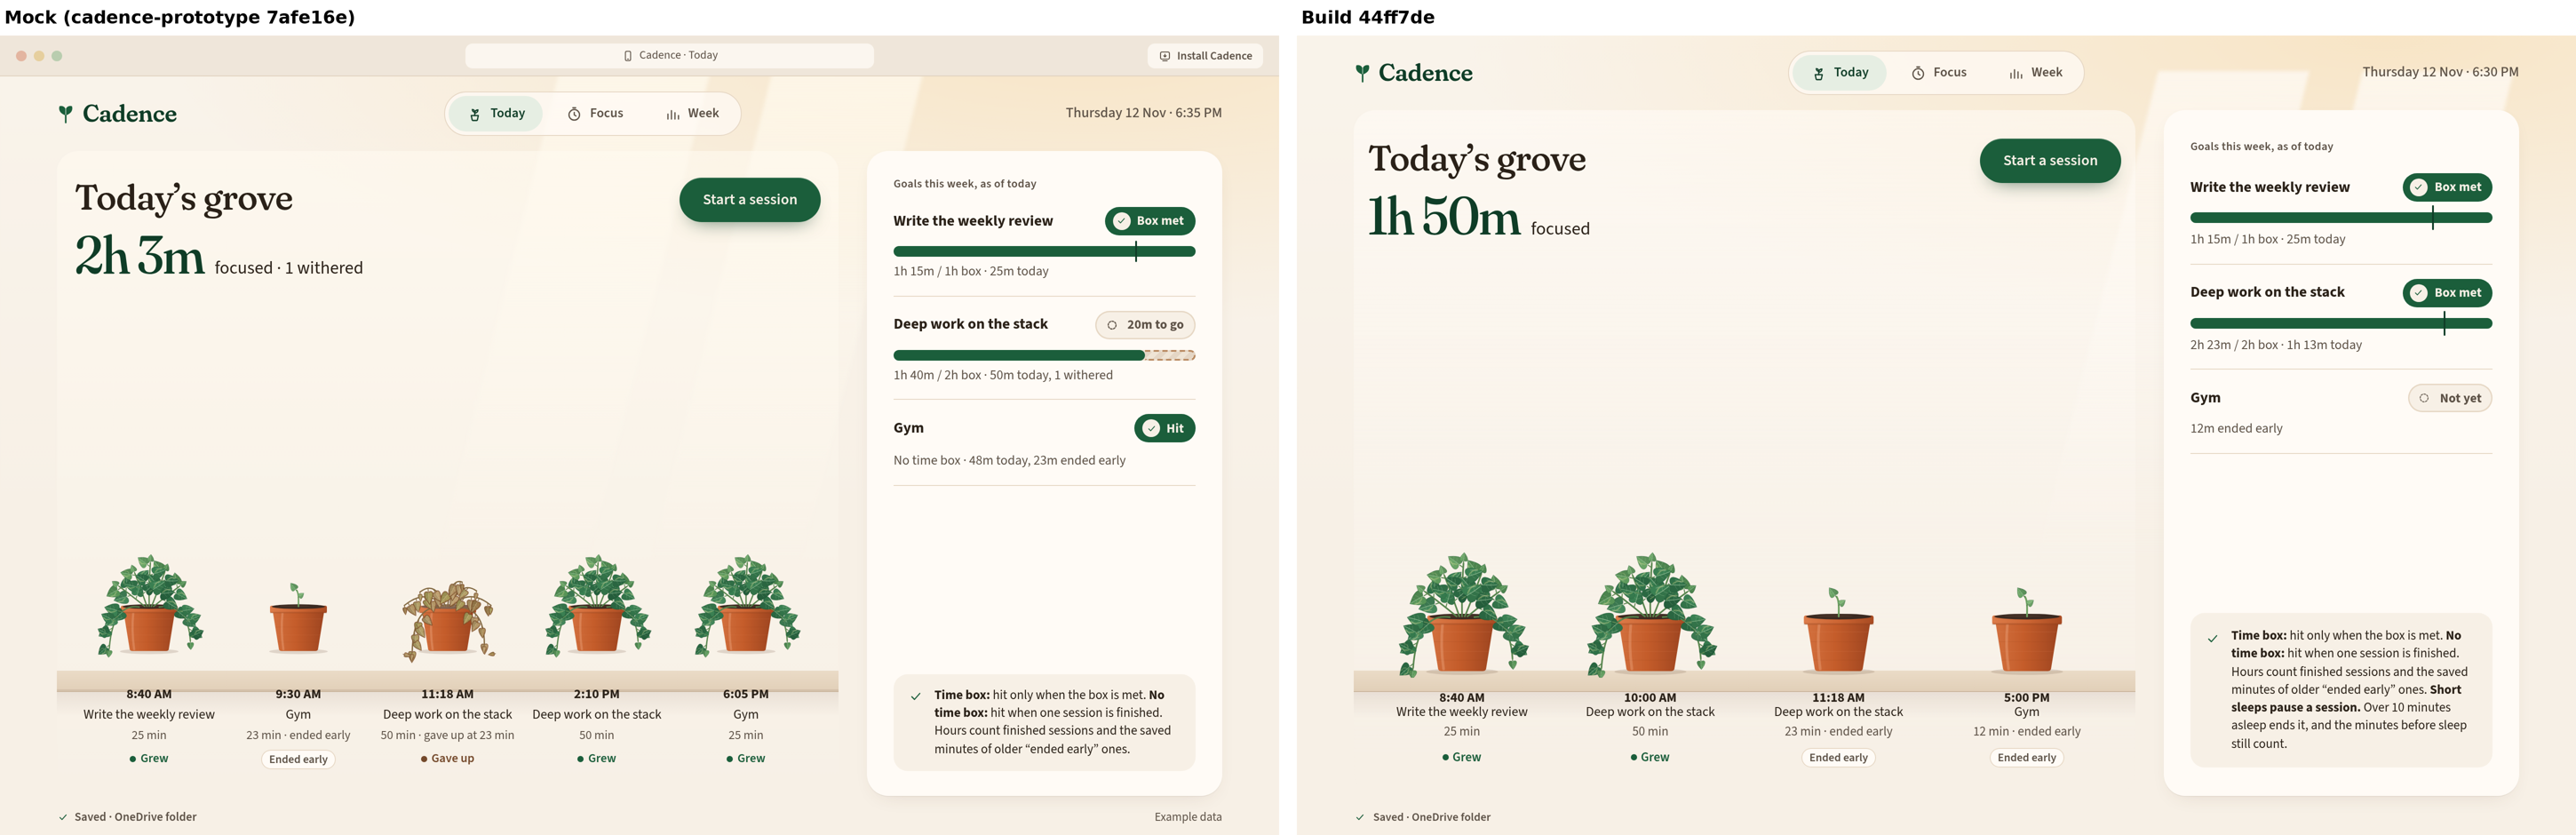 Mock (cadence-prototype 7afe16e)
Cadence · Today
Install Cadence
Cadence
Today
Focus
Week
Thursday 12 Nov · 6:35 PM
Today’s grove
Start a session
2h 3m focused · 1 withered
Goals this week, as of today
Write the weekly review
Box met
1h 15m / 1h box · 25m today
Deep work on the stack
20m to go
1h 40m / 2h box · 50m today, 1 withered
Gym
Hit
No time box · 48m today, 23m ended early
Time box: hit only when the box is met. No
time box: hit when one session is finished.
Hours count finished sessions and the saved
minutes of older “ended early” ones.
8:40 AM
Write the weekly review
25 min
Grew
9:30 AM
Gym
23 min · ended early
Ended early
11:18 AM
Deep work on the stack
50 min · gave up at 23 min
Gave up
2:10 PM
Deep work on the stack
50 min
Grew
6:05 PM
Gym
25 min
Grew
Saved · OneDrive folder
Example data
Build 44ff7de
Cadence
Today
Focus
Week
Thursday 12 Nov · 6:30 PM
Today’s grove
Start a session
1h 50m focused
Goals this week, as of today
Write the weekly review
Box met
1h 15m / 1h box · 25m today
Deep work on the stack
Box met
2h 23m / 2h box · 1h 13m today
Gym
Not yet
12m ended early
Time box: hit only when the box is met. No
time box: hit when one session is finished.
Hours count finished sessions and the saved
minutes of older “ended early” ones. Short
sleeps pause a session. Over 10 minutes
asleep ends it, and the minutes before sleep
still count.
8:40 AM
Write the weekly review
25 min
Grew
10:00 AM
Deep work on the stack
50 min
Grew
11:18 AM
Deep work on the stack
23 min · ended early
Ended early
5:00 PM
Gym
12 min · ended early
Ended early
Saved · OneDrive folder